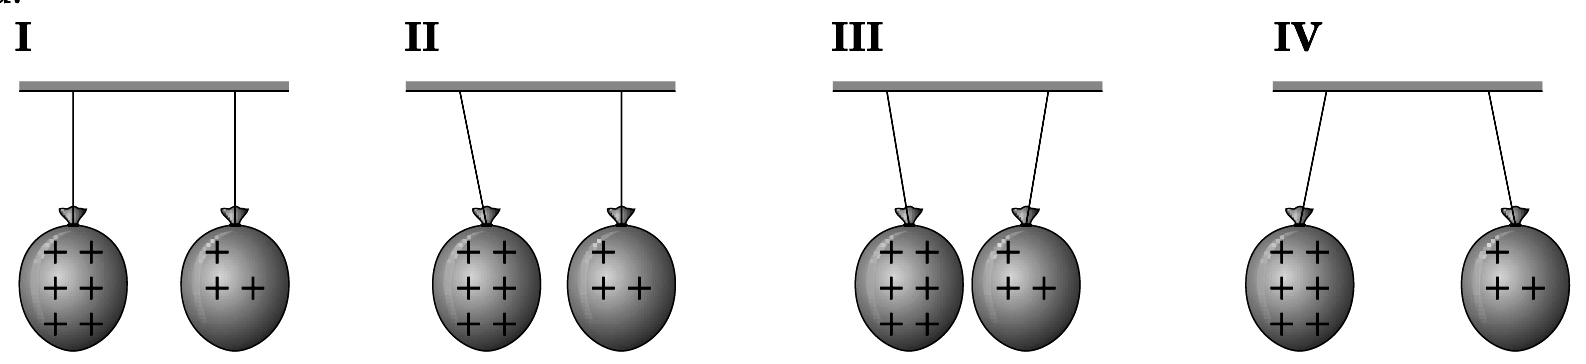 I II III IV
+ + + + + + + +
+ + + + + + + + + + + + + + + +
+ + + + + + + +